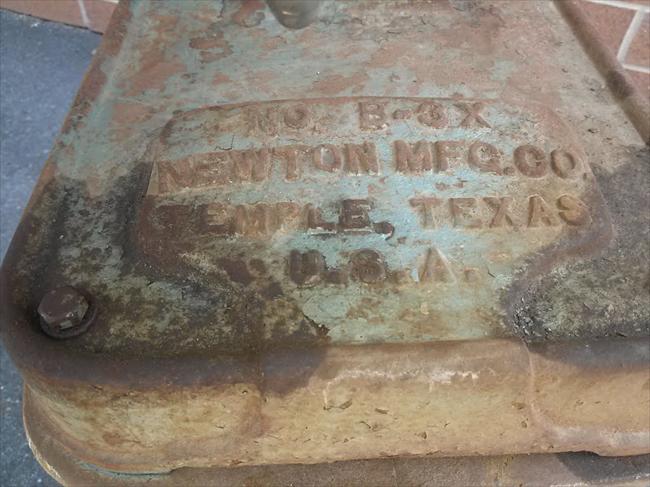 NO. B-3X
NEWTON MFG.CO.
TEMPLE, TEXAS
U.S.A.